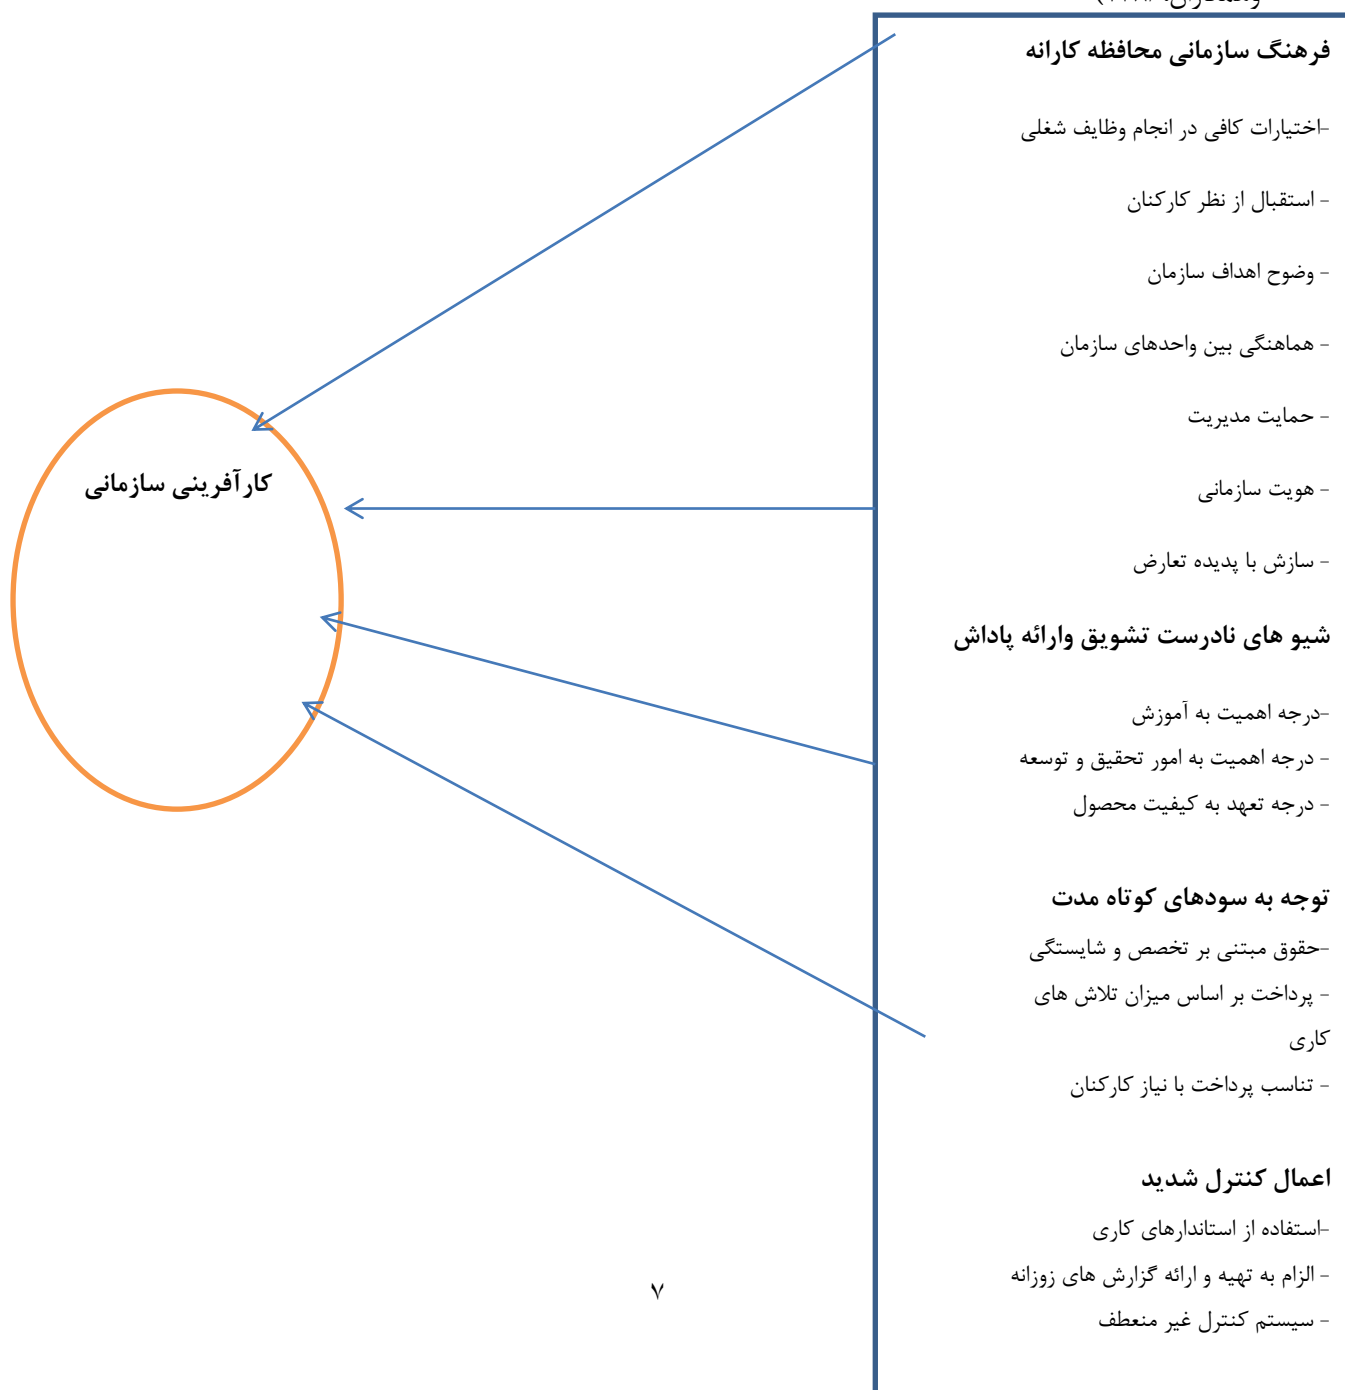 فرهنگ سازمانی محافظه کارانه
-اختیارات کافی در انجام وظایف شغلی
- استقبال از نظر کارکنان
- وضوح اهداف سازمان
- هماهنگی بین واحدهای سازمان
- حمایت مدیریت
- هویت سازمانی
- سازش با پدیده تعارض
شیو های نادرست تشویق وارائه پاداش
-درجه اهمیت به آموزش
- درجه اهمیت به امور تحقیق و توسعه
- درجه تعهد به کیفیت محصول
توجه به سودهای کوتاه مدت
-حقوق مبتنی بر تخصص و شایستگی
- پرداخت بر اساس میزان تلاش های
کاری
- تناسب پرداخت با نیاز کارکنان
اعمال کنترل شدید
-استفاده از استاندارهای کاری
- الزام به تهیه و ارائه گزارش های زوزانه
- سیستم کنترل غیر منعطف
کارآفرینی سازمانی
۷